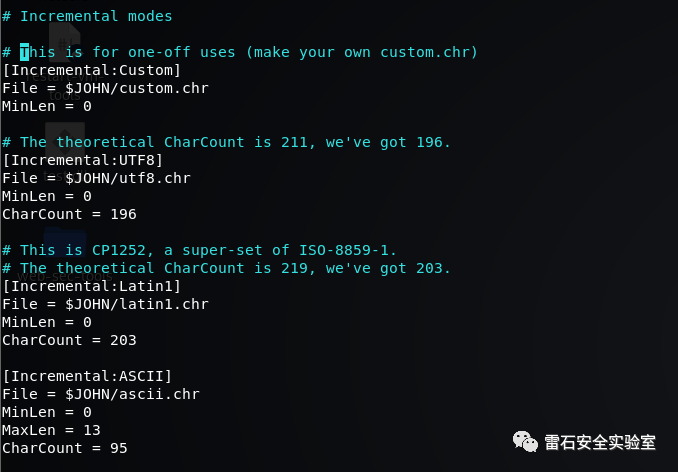 # Incremental modes
# This is for one-off uses (make your own custom.chr)
[Incremental:Custom]
File = $JOHN/custom.chr
MinLen = 0
# The theoretical CharCount is 211, we've got 196.
[Incremental:UTF8]
File = $JOHN/utf8.chr
MinLen = 0
CharCount = 196
# This is CP1252, a super-set of ISO-8859-1.
# The theoretical CharCount is 219, we've got 203.
[Incremental:Latin1]
File = $JOHN/latin1.chr
MinLen = 0
CharCount = 203
[Incremental:ASCII]
File = $JOHN/ascii.chr
MinLen = 0
MaxLen = 13
CharCount = 95
雷石安全实验室